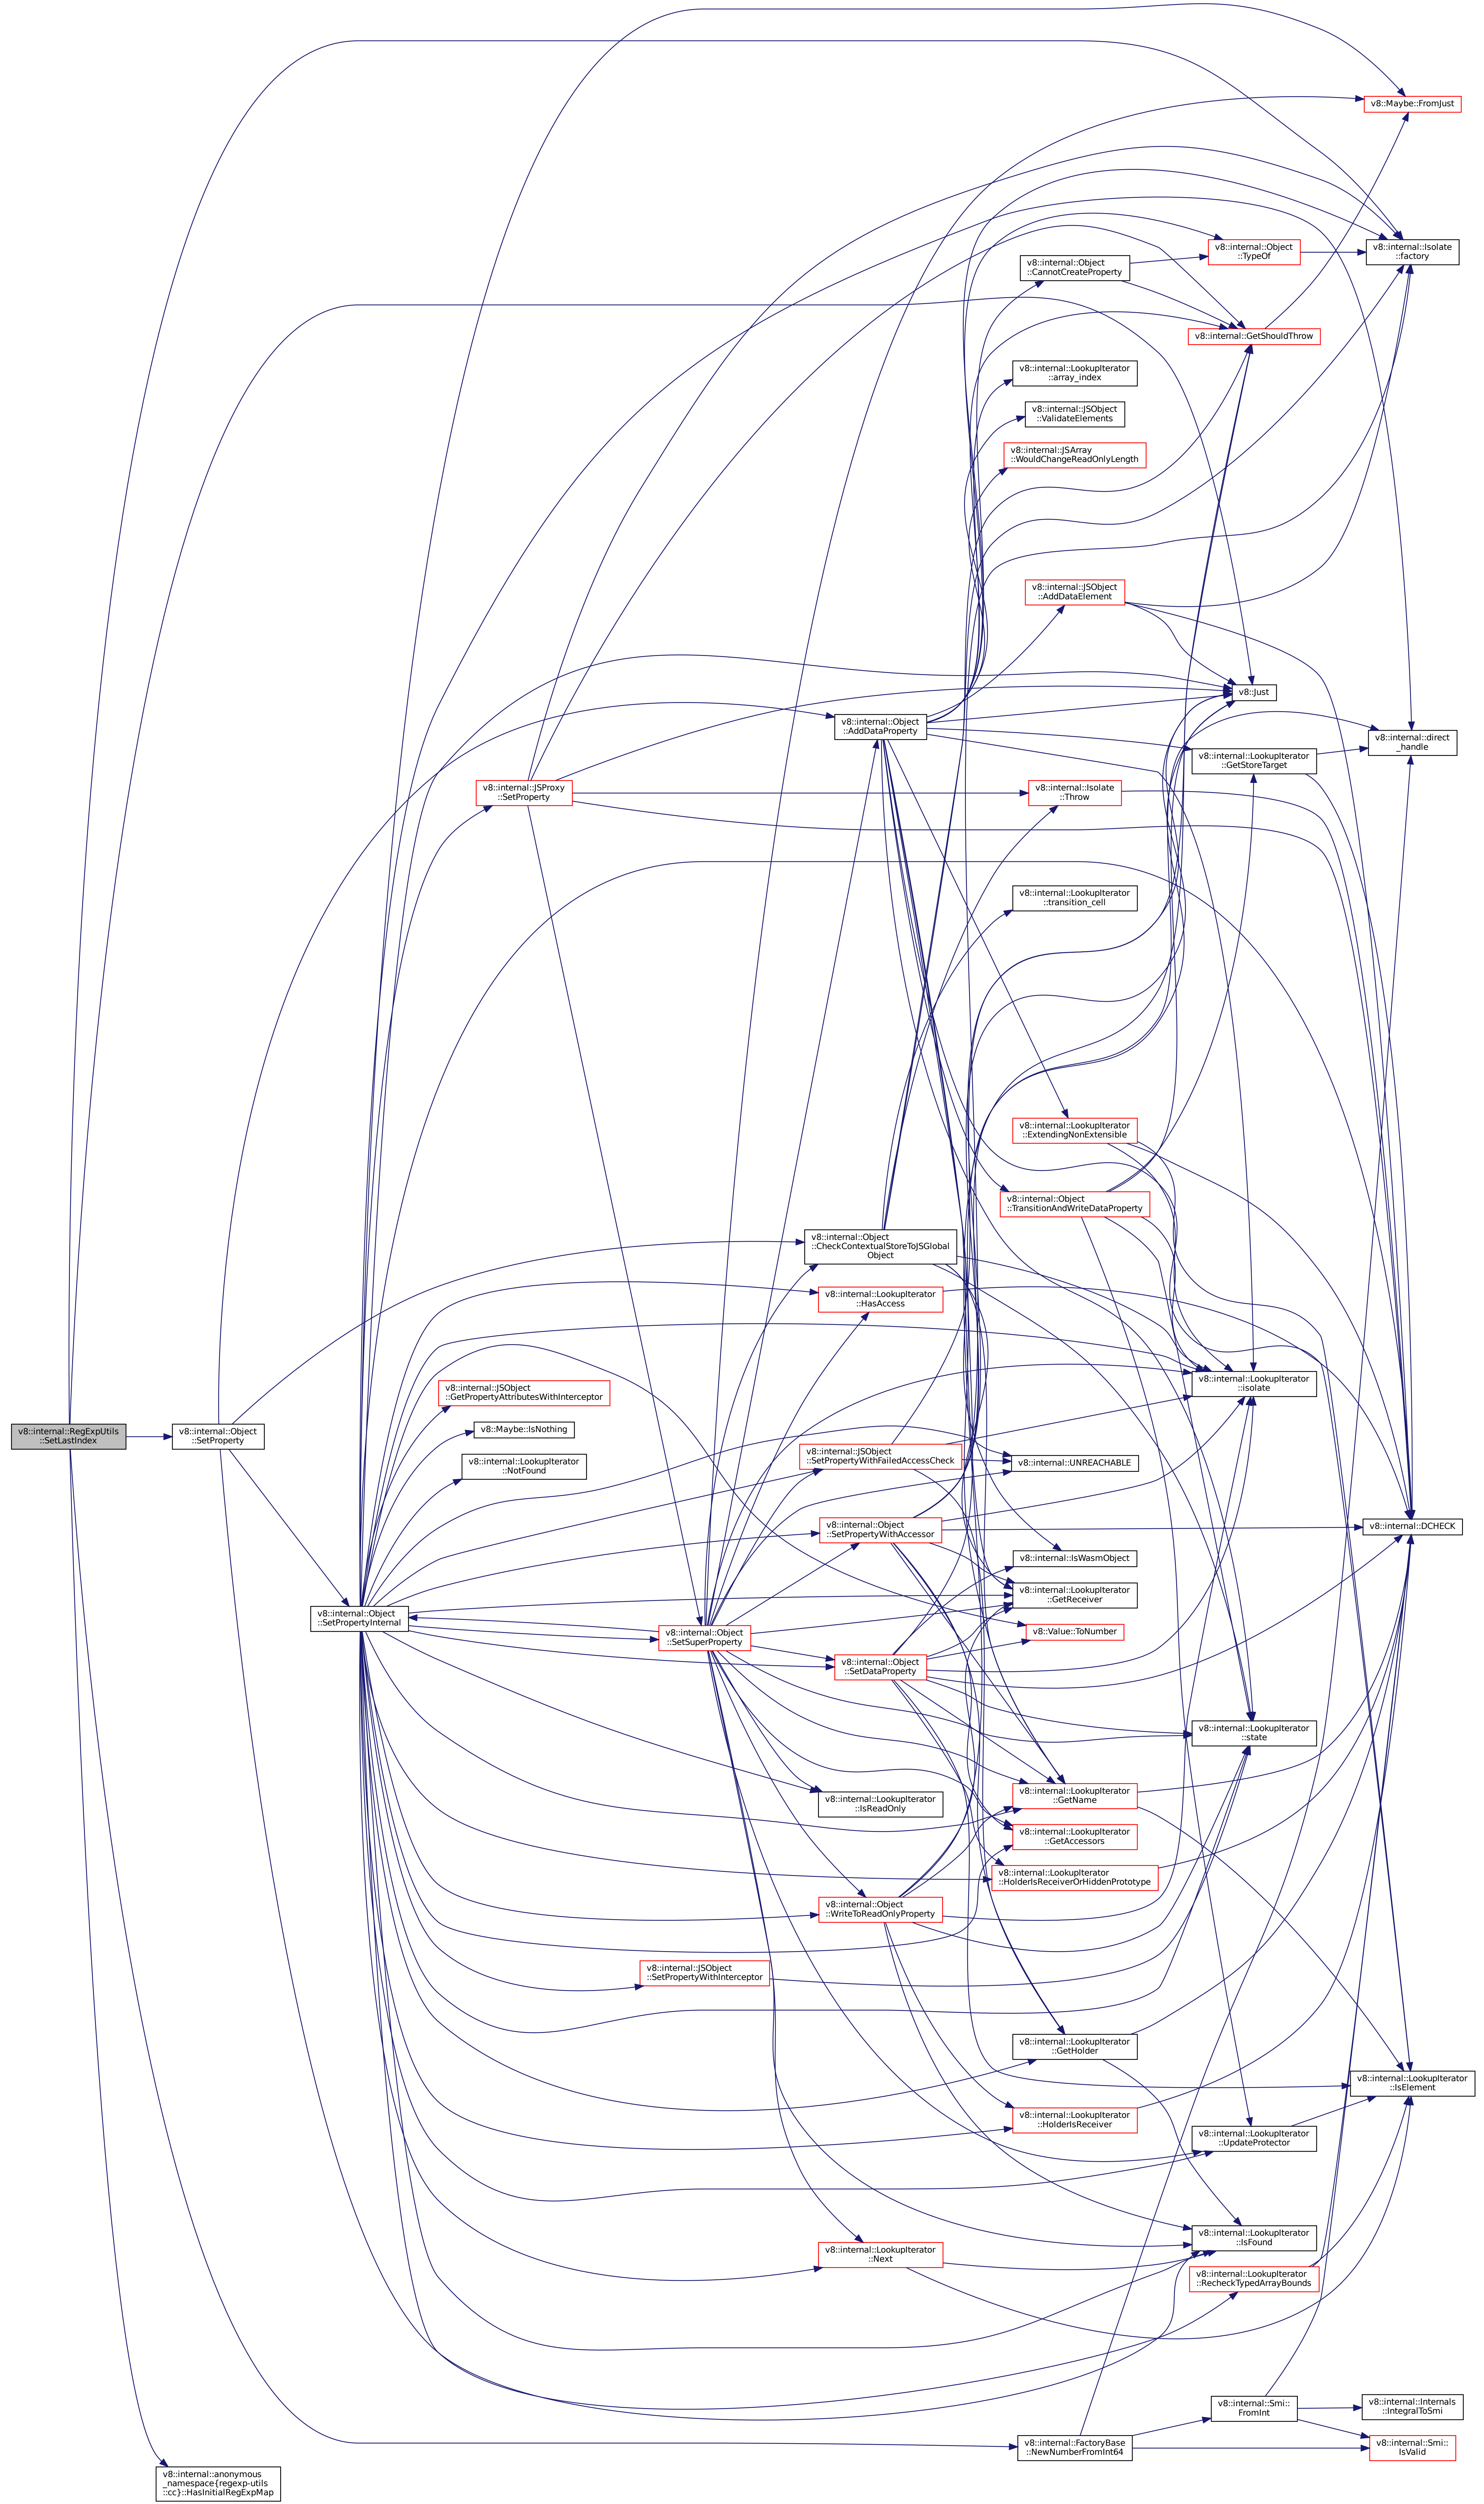 v8::Maybe::FromJust
v8::internal::Isolate
::factory
v8::internal::Object
::TypeOf
v8::internal::Object
::CannotCreateProperty
v8::internal::GetShouldThrow
v8::internal::LookupIterator
::array_index
v8::internal::JSObject
::ValidateElements
v8::internal::JSArray
::WouldChangeReadOnlyLength
v8::internal::JSObject
::AddDataElement
v8::Just
v8::internal::Object
::AddDataProperty
v8::internal::direct
_handle
v8::internal::LookupIterator
::GetStoreTarget
v8::internal::JSProxy
::SetProperty
v8::internal::Isolate
::Throw
v8::internal::LookupIterator
::transition_cell
v8::internal::LookupIterator
::ExtendingNonExtensible
v8::internal::Object
::TransitionAndWriteDataProperty
v8::internal::Object
::CheckContextualStoreToJSGlobal
Object
v8::internal::LookupIterator
::HasAccess
v8::internal::LookupIterator
::isolate
v8::internal::JSObject
::GetPropertyAttributesWithInterceptor
v8::internal::RegExpUtils
::SetLastIndex
v8::internal::Object
::SetProperty
v8::Maybe::IsNothing
v8::internal::LookupIterator
::NotFound
v8::internal::JSObject
::SetPropertyWithFailedAccessCheck
v8::internal::UNREACHABLE
v8::internal::Object
::SetPropertyWithAccessor
v8::internal::DCHECK
v8::internal::IsWasmObject
v8::internal::LookupIterator
::GetReceiver
v8::internal::Object
::SetPropertyInternal
v8::internal::Object
::SetSuperProperty
v8::Value::ToNumber
v8::internal::Object
::SetDataProperty
v8::internal::LookupIterator
::state
v8::internal::LookupIterator
::IsReadOnly
v8::internal::LookupIterator
::GetName
v8::internal::LookupIterator
::GetAccessors
v8::internal::LookupIterator
::HolderIsReceiverOrHiddenPrototype
v8::internal::Object
::WriteToReadOnlyProperty
v8::internal::JSObject
::SetPropertyWithInterceptor
v8::internal::LookupIterator
::GetHolder
v8::internal::LookupIterator
::IsElement
v8::internal::LookupIterator
::HolderIsReceiver
v8::internal::LookupIterator
::UpdateProtector
v8::internal::LookupIterator
::IsFound
v8::internal::LookupIterator
::Next
v8::internal::LookupIterator
::RecheckTypedArrayBounds
v8::internal::Smi::
FromInt
v8::internal::Internals
::IntegralToSmi
v8::internal::FactoryBase
::NewNumberFromInt64
v8::internal::Smi::
IsValid
v8::internal::anonymous
_namespace{regexp-utils
::cc}::HasInitialRegExpMap